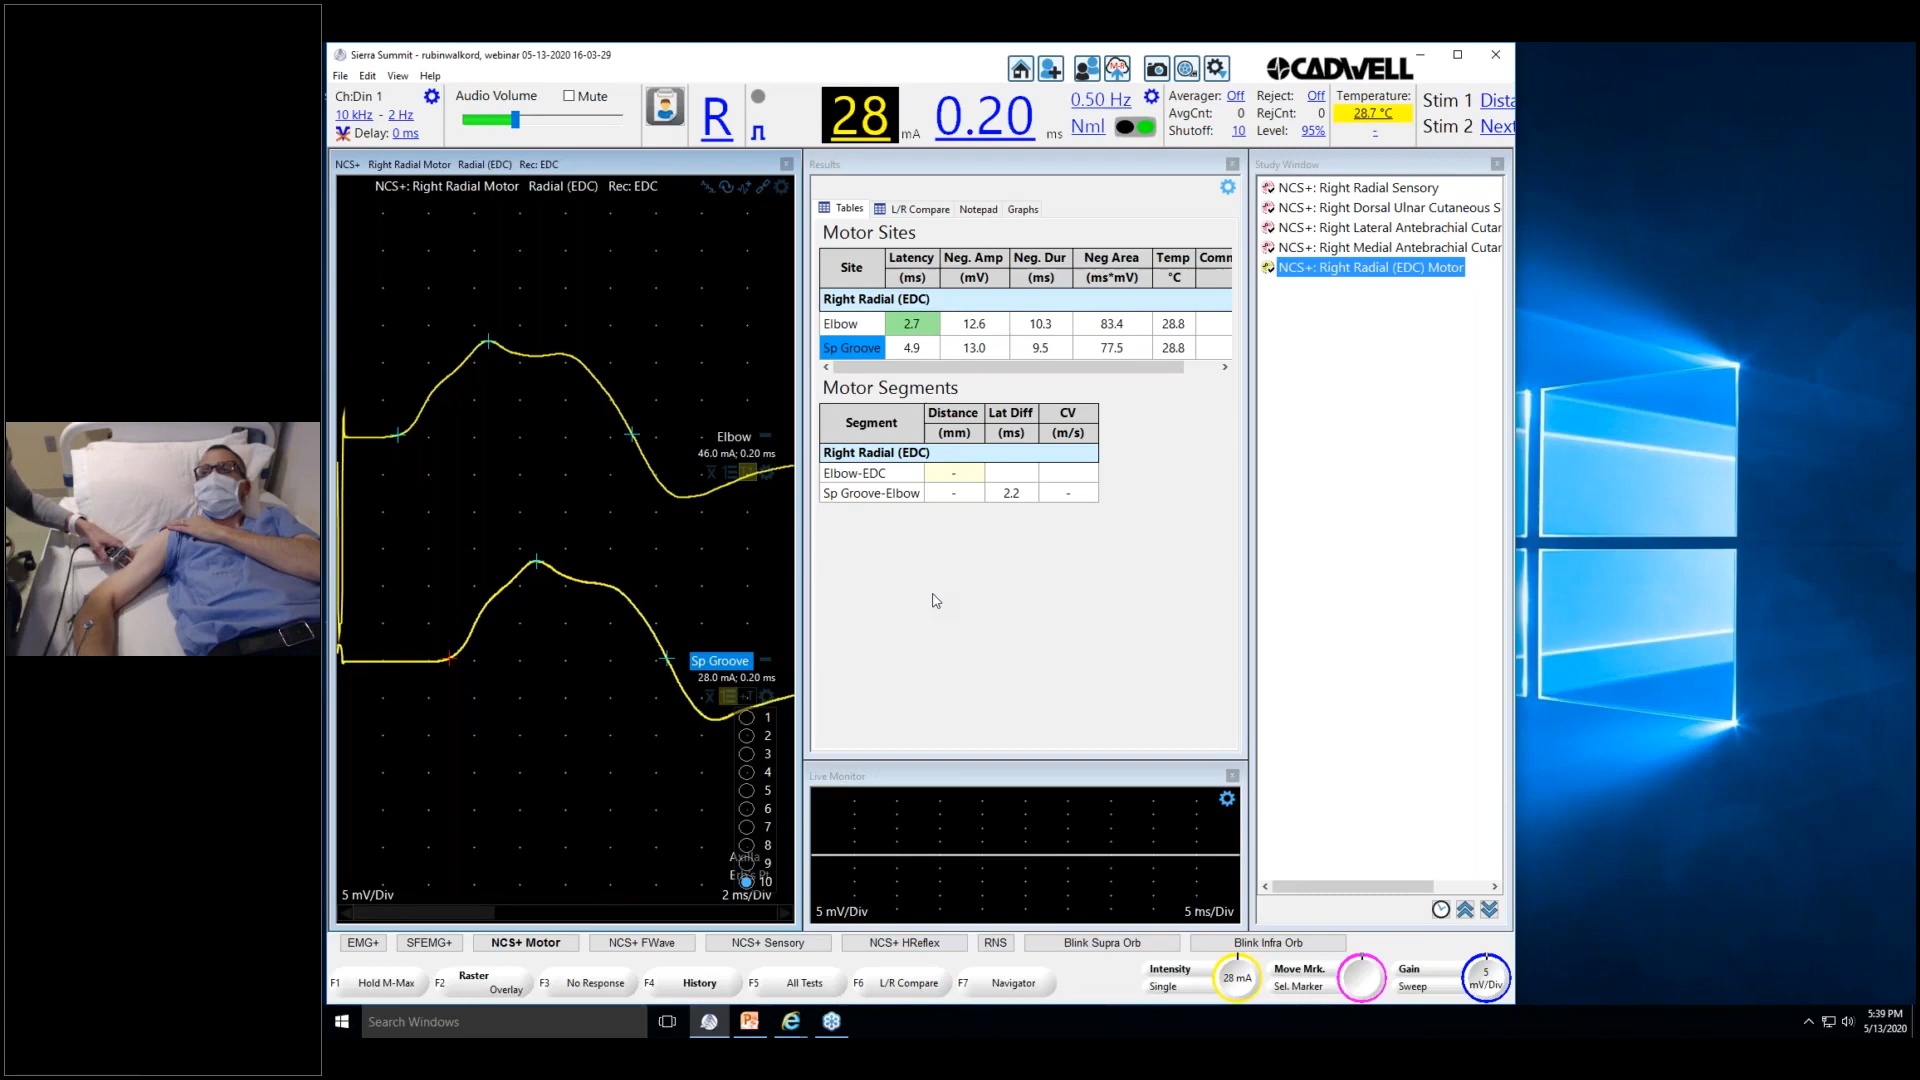 Sierra Summit - rubinwalkord, webinar 05-13-2020 16-03-29
File Edit View Help
CADWELL
Ch:Din 1
10 kHz - 2 Hz
Delay: 0 ms
Audio Volume
Mute
R
28 mA
0.20 ms
0.50 Hz
Nml
Averager: Off
AvgCnt: 0
Shutoff: 10
Reject: Off
RejCnt: 0
Level: 95%
Temperature:
28.7 °C
-
Stim 1 Dista
Stim 2 Next
NCS+ Right Radial Motor Radial (EDC) Rec: EDC
NCS+: Right Radial Motor Radial (EDC) Rec: EDC
Elbow
46.0 mA; 0.20 ms
Sp Groove
28.0 mA; 0.20 ms
1
2
3
4
5
6
7
8
Axilla
9
10
5 mV/Div
2 ms/Div
Results
Tables L/R Compare Notepad Graphs
Motor Sites
Site Latency Neg. Amp Neg. Dur Neg Area Temp Comm
(ms) (mV) (ms) (ms*mV) °C
Right Radial (EDC)
Elbow 2.7 12.6 10.3 83.4 28.8
Sp Groove 4.9 13.0 9.5 77.5 28.8
Motor Segments
Segment Distance Lat Diff CV
(mm) (ms) (m/s)
Right Radial (EDC)
Elbow-EDC -
Sp Groove-Elbow - 2.2 -
Live Monitor
5 mV/Div
5 ms/Div
Study Window
NCS+: Right Radial Sensory
NCS+: Right Dorsal Ulnar Cutaneous S
NCS+: Right Lateral Antebrachial Cutar
NCS+: Right Medial Antebrachial Cutar
NCS+: Right Radial (EDC) Motor
EMG+ SFEMG+ NCS+ Motor NCS+ FWave NCS+ Sensory NCS+ HReflex RNS Blink Supra Orb Blink Infra Orb
F1 Hold M-Max
F2 Raster Overlay
F3 No Response
F4 History
F5 All Tests
F6 L/R Compare
F7 Navigator
Intensity
Single
28 mA
Move Mrk.
Sel. Marker
Gain
Sweep
5
mV/Div
Search Windows
5:39 PM
5/13/2020